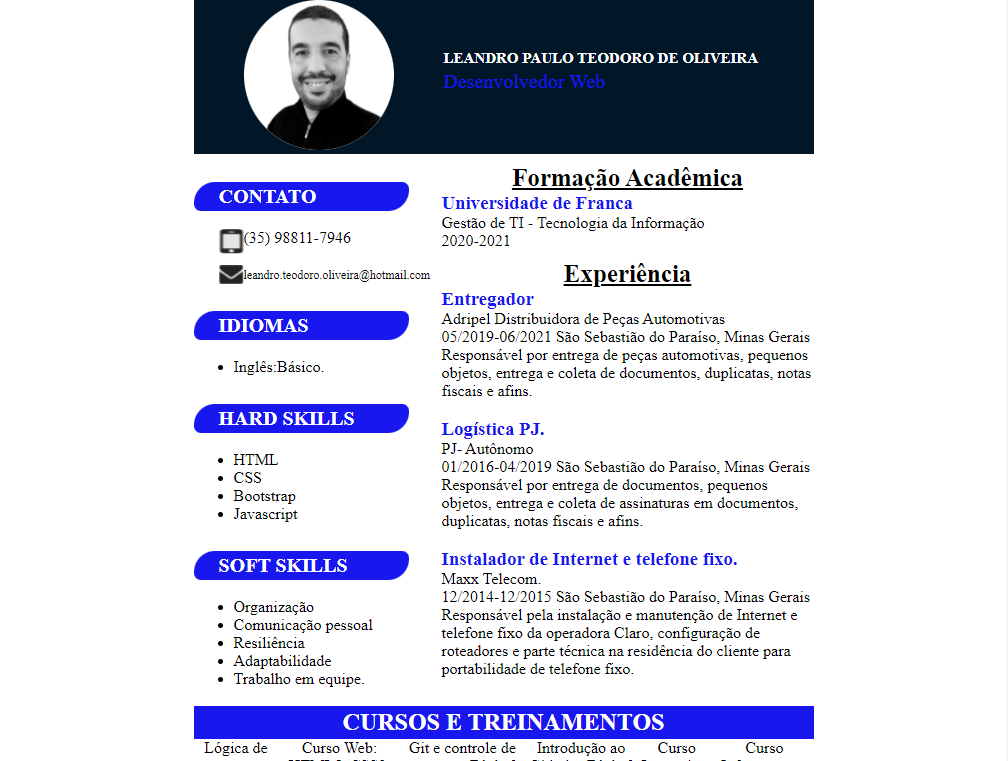 LEANDRO PAULO TEODORO DE OLIVEIRA
Desenvolvedor Web
CONTATO
(35) 98811-7946
leandro.teodoro.oliveira@hotmail.com
IDIOMAS
Inglês:Básico.
HARD SKILLS
HTML
CSS
Bootstrap
Javascript
SOFT SKILLS
Organização
Comunicação pessoal
Resiliência
Adaptabilidade
Trabalho em equipe.
Formação Acadêmica
Universidade de Franca
Gestão de TI - Tecnologia da Informação
2020-2021
Experiência
Entregador
Adripel Distribuidora de Peças Automotivas
05/2019-06/2021 São Sebastião do Paraíso, Minas Gerais
Responsável por entrega de peças automotivas, pequenos
objetos, entrega e coleta de documentos, duplicatas, notas
fiscais e afins.
Logística PJ.
PJ- Autônomo
01/2016-04/2019 São Sebastião do Paraíso, Minas Gerais
Responsável por entrega de documentos, pequenos
objetos, entrega e coleta de assinaturas em documentos,
duplicatas, notas fiscais e afins.
Instalador de Internet e telefone fixo.
Maxx Telecom.
12/2014-12/2015 São Sebastião do Paraíso, Minas Gerais
Responsável pela instalação e manutenção de Internet e
telefone fixo da operadora Claro, configuração de
roteadores e parte técnica na residência do cliente para
portabilidade de telefone fixo.
CURSOS E TREINAMENTOS
Lógica de Curso Web: Git e controle de Introdução ao Curso Curso